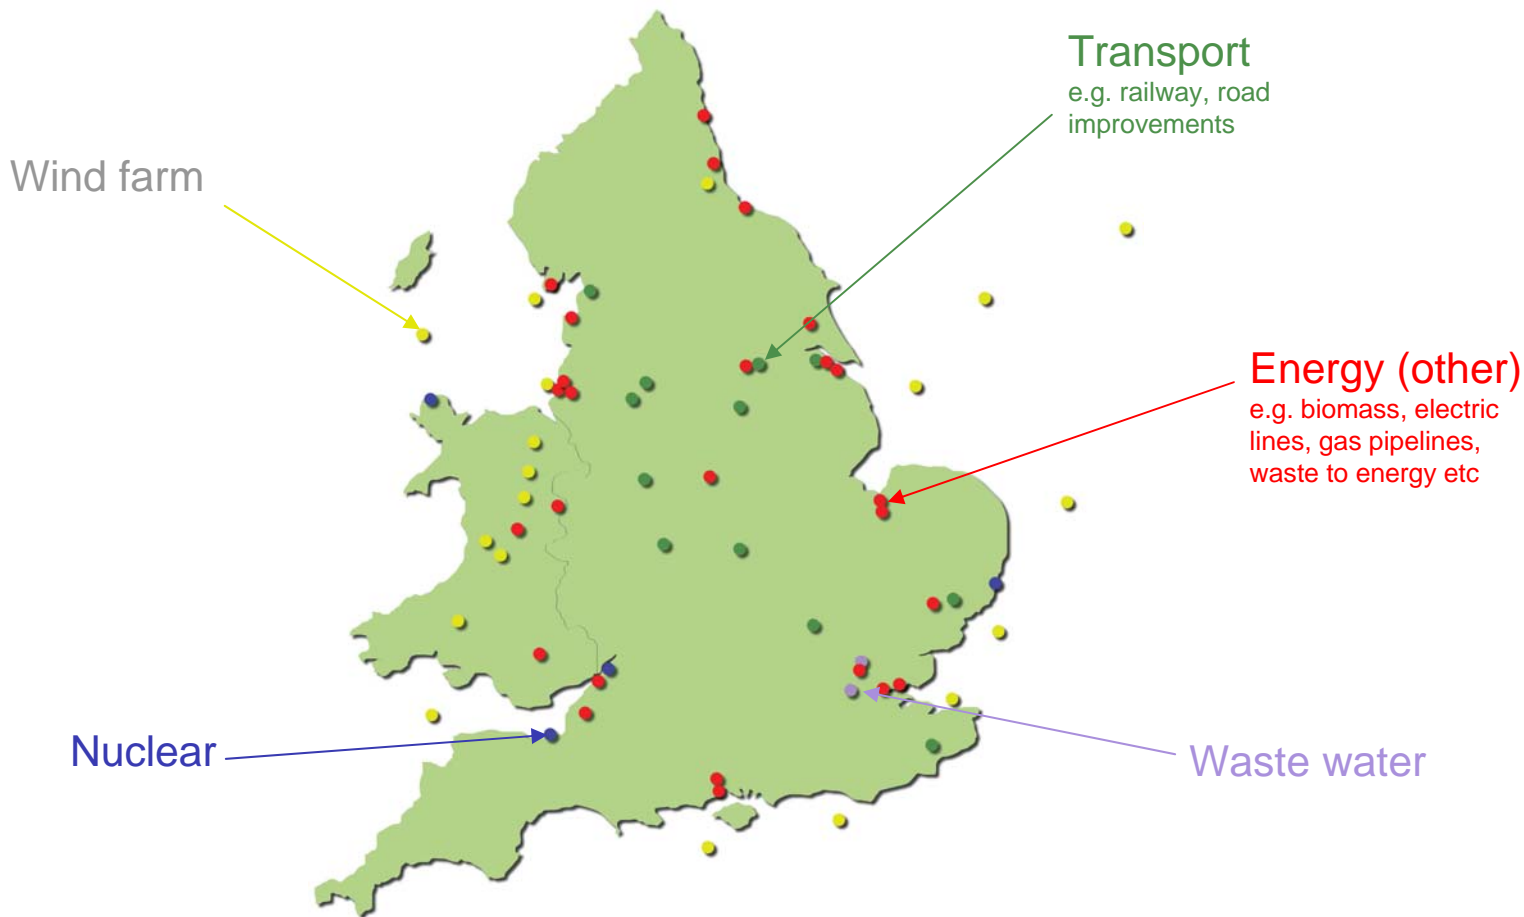 Transport
e.g. railway, road
improvements
Wind farm
Energy (other)
e.g. biomass, electric
lines, gas pipelines,
waste to energy etc
Nuclear
Waste water